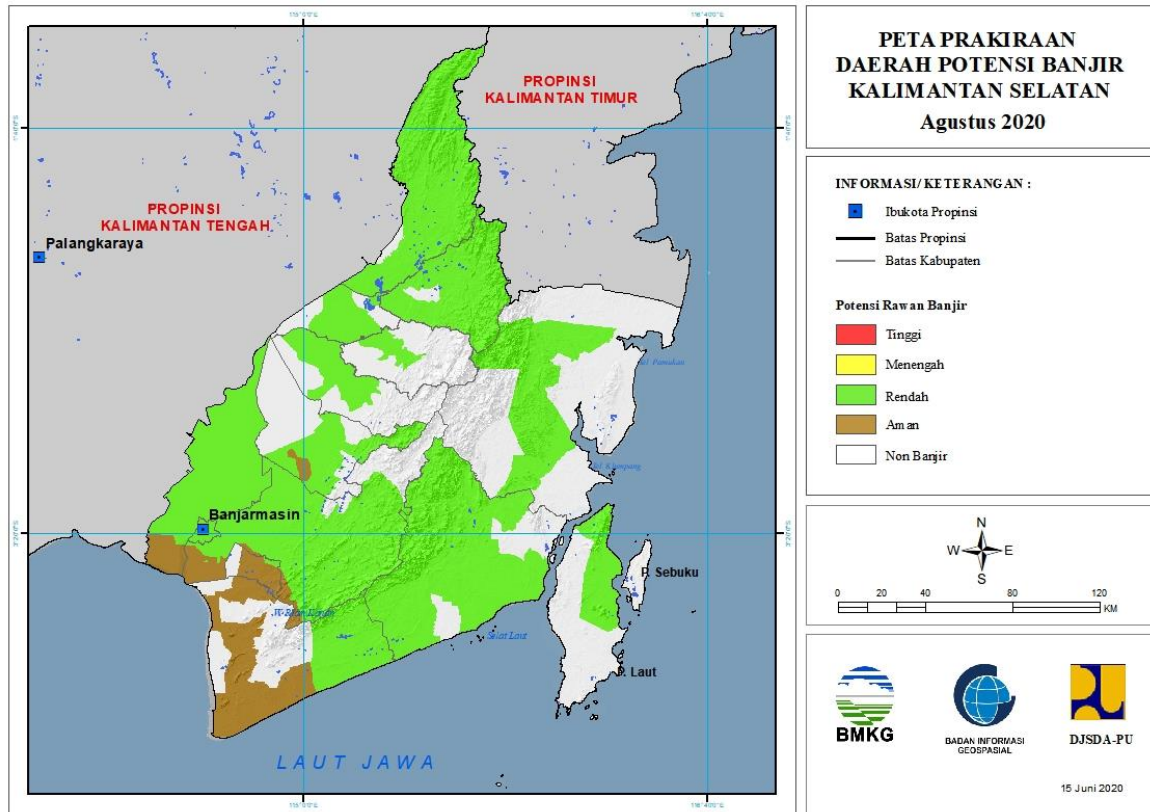 PETA PRAKIRAAN
DAERAH POTENSI BANJIR
KALIMANTAN SELATAN
Agustus 2020
INFORMASI/ KETERANGAN :
Ibukota Propinsi
Batas Propinsi
Batas Kabupaten
Potensi Rawan Banjir
Tinggi
Menengah
Rendah
Aman
Non Banjir
N
W E
S
0 20 40 80 120
KM
BMKG
BADAN INFORMASI
GEOSPASIAL
DJSDA-PU
15 Juni 2020
PROPINSI
KALIMANTAN TIMUR
PROPINSI
KALIMANTAN TENGAH
Palangkaraya
Banjarmasin
P. Sebuku
Selat Laut
P. Laut
LAUT JAWA